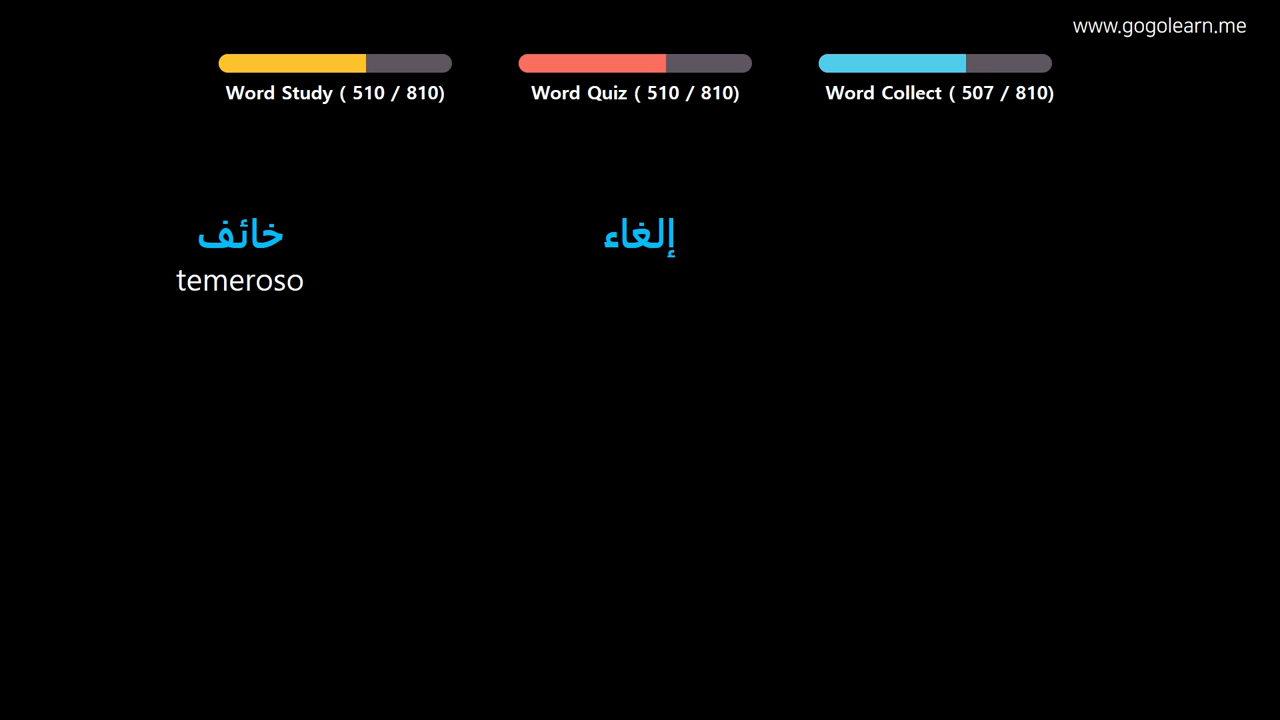 www.gogolearn.me
Word Study ( 510 / 810)
Word Quiz ( 510 / 810)
Word Collect ( 507 / 810)
خائف
temeroso
إلغاء